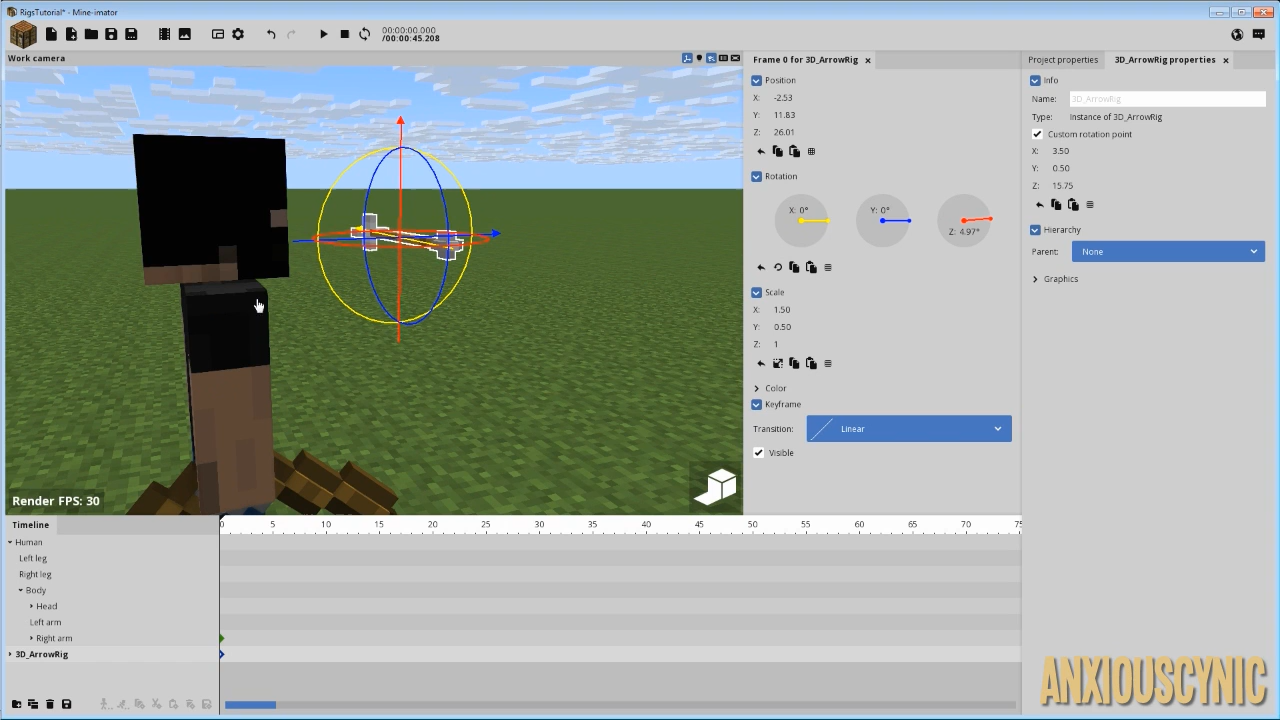 RigsTutorial* - Mine-imator
00:00:00.000
/00:00:45.208
Work camera
Render FPS: 30
Frame 0 for 3D_ArrowRig
Position
X: -2.53
Y: 11.83
Z: 26.01
Rotation
X: 0°
Y: 0°
Z: 4.97°
Scale
X: 1.50
Y: 0.50
Z: 1
Color
Keyframe
Transition: Linear
Visible
Project properties
3D_ArrowRig properties
Info
Name: 3D_ArrowRig
Type: Instance of 3D_ArrowRig
Custom rotation point
X: 3.50
Y: 0.50
Z: 15.75
Hierarchy
Parent: None
Graphics
Timeline
0 5 10 15 20 25 30 35 40 45 50 55 60 65 70 75
Human
Left leg
Right leg
Body
Head
Left arm
Right arm
3D_ArrowRig
ANXIOUSCYNIC